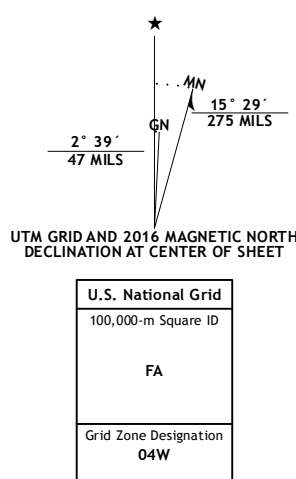 ★
MN
GN
15° 29´
275 MILS
2° 39´
47 MILS
UTM GRID AND 2016 MAGNETIC NORTH
DECLINATION AT CENTER OF SHEET
U.S. National Grid
100,000-m Square ID
FA
Grid Zone Designation
04W